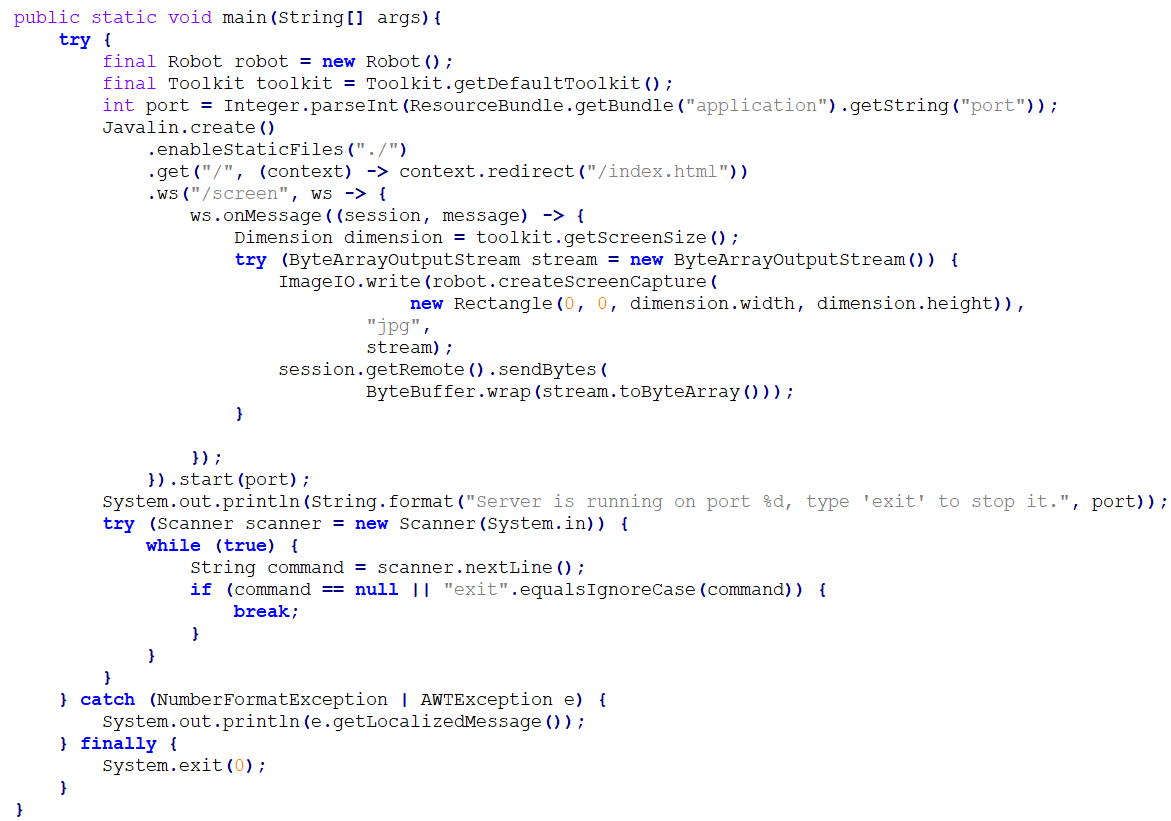 public static void main(String[] args){
    try {
        final Robot robot = new Robot();
        final Toolkit toolkit = Toolkit.getDefaultToolkit();
        int port = Integer.parseInt(ResourceBundle.getBundle("application").getString("port"));
        Javalin.create()
            .enableStaticFiles("./")
            .get("/", (context) -> context.redirect("/index.html"))
            .ws("/screen", ws -> {
                ws.onMessage((session, message) -> {
                    Dimension dimension = toolkit.getScreenSize();
                    try (ByteArrayOutputStream stream = new ByteArrayOutputStream()) {
                        ImageIO.write(robot.createScreenCapture(
                                    new Rectangle(0, 0, dimension.width, dimension.height)),
                                "jpg",
                                stream);
                        session.getRemote().sendBytes(
                                ByteBuffer.wrap(stream.toByteArray()));
                    }

                });
            }).start(port);
        System.out.println(String.format("Server is running on port %d, type 'exit' to stop it.", port));
        try (Scanner scanner = new Scanner(System.in)) {
            while (true) {
                String command = scanner.nextLine();
                if (command == null || "exit".equalsIgnoreCase(command)) {
                    break;
                }
            }
        }
    } catch (NumberFormatException | AWTException e) {
        System.out.println(e.getLocalizedMessage());
    } finally {
        System.exit(0);
    }
}